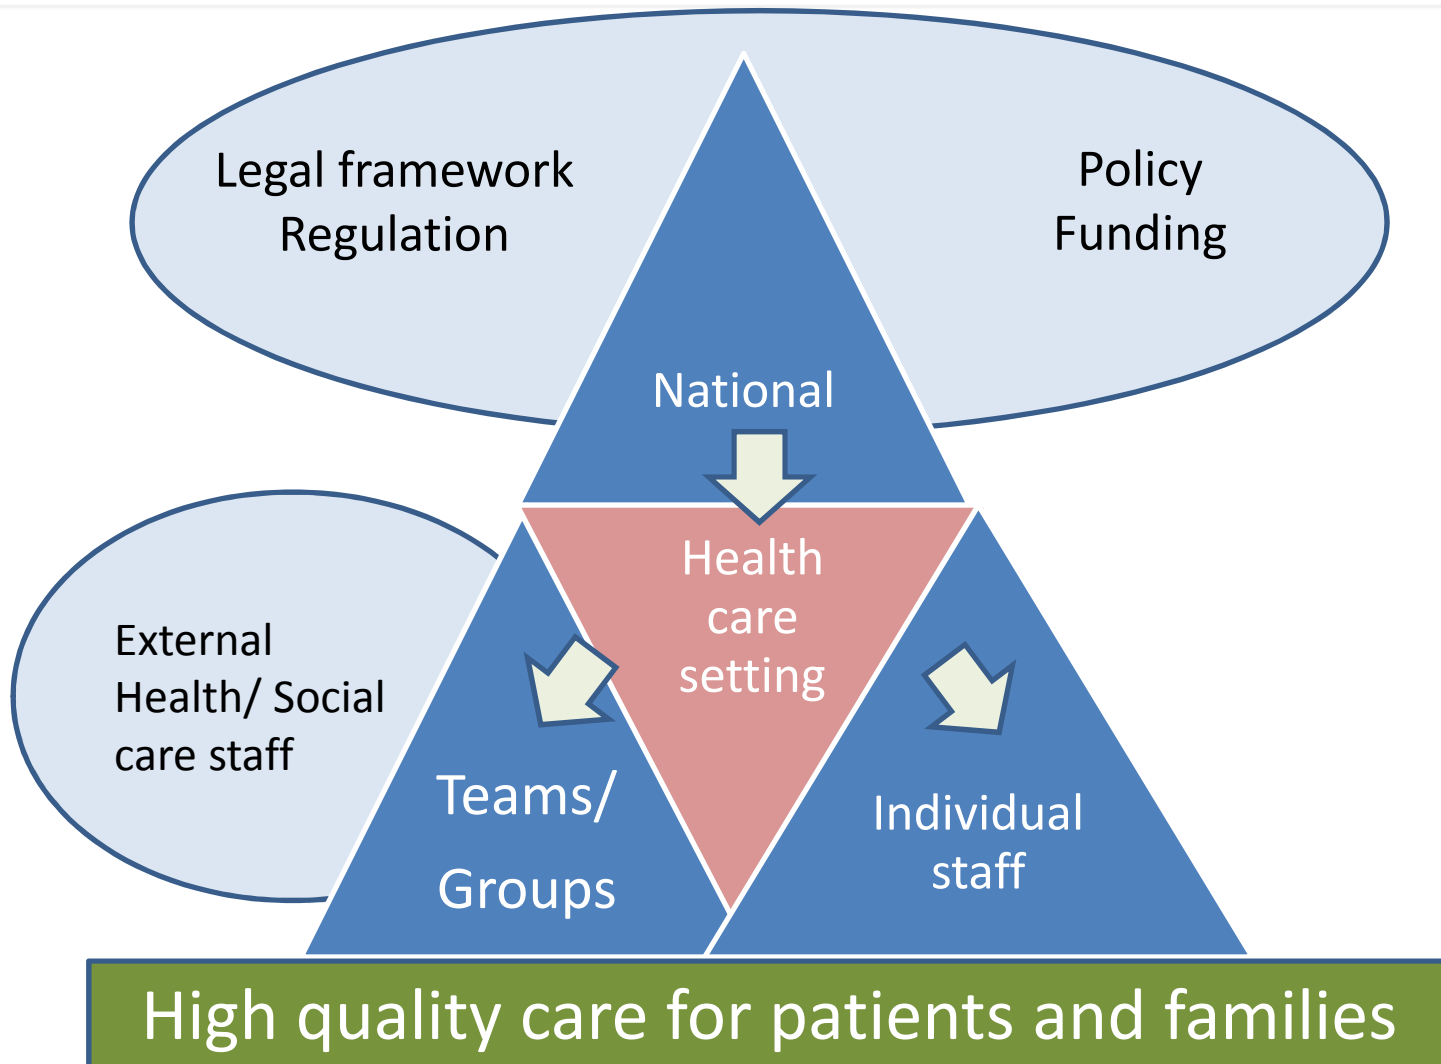 Legal framework
Regulation
Policy
Funding
National
Health
care
setting
External
Health/ Social
care staff
Teams/
Groups
Individual
staff
High quality care for patients and families